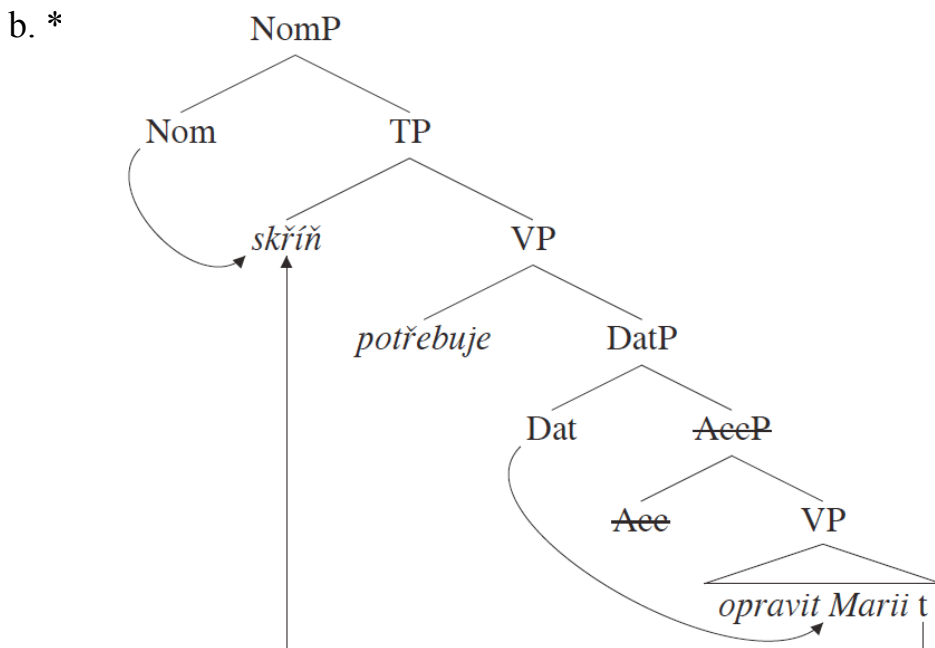 b. *
NomP
Nom TP
skříň VP
potřebuje DatP
Dat AccP
Acc VP
opravit Marii t